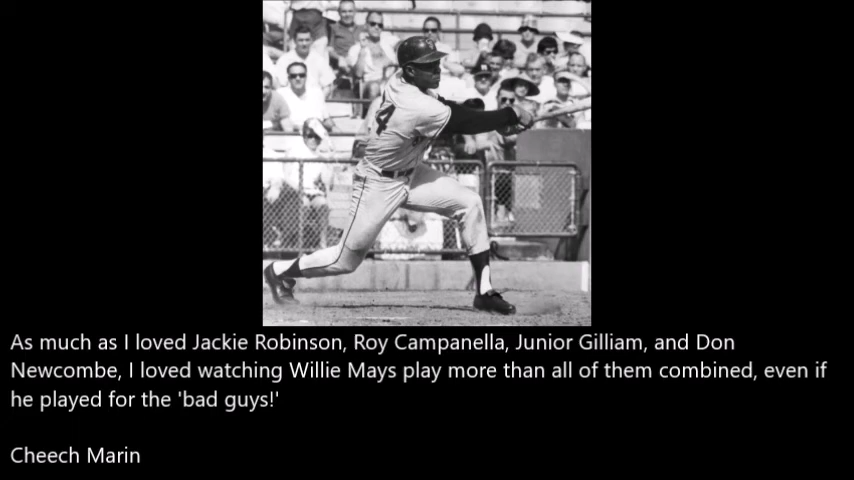 As much as I loved Jackie Robinson, Roy Campanella, Junior Gilliam, and Don
Newcombe, I loved watching Willie Mays play more than all of them combined, even if
he played for the 'bad guys!'
Cheech Marin